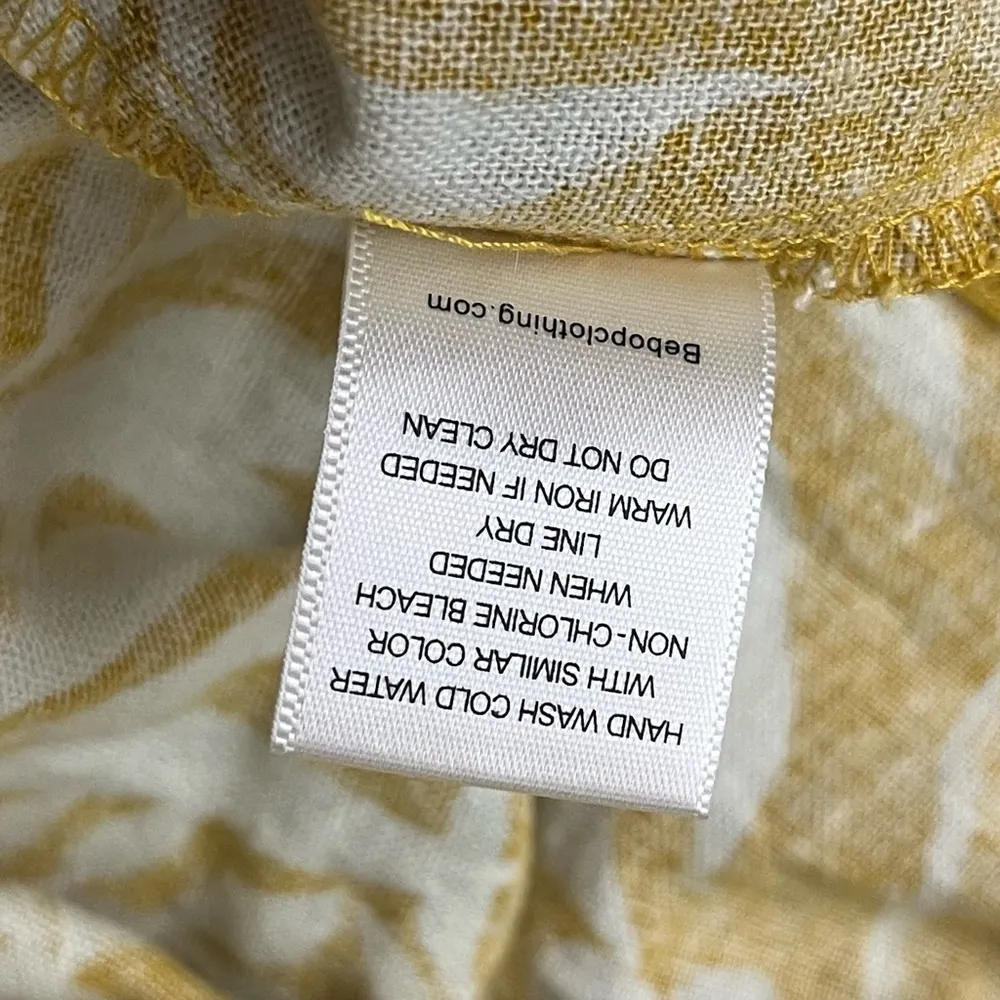 HAND WASH COLD WATER
WITH SIMILAR COLOR
NON-CHLORINE BLEACH
WHEN NEEDED
LINE DRY
WARM IRON IF NEEDED
DO NOT DRY CLEAN
Bebopclothing.com